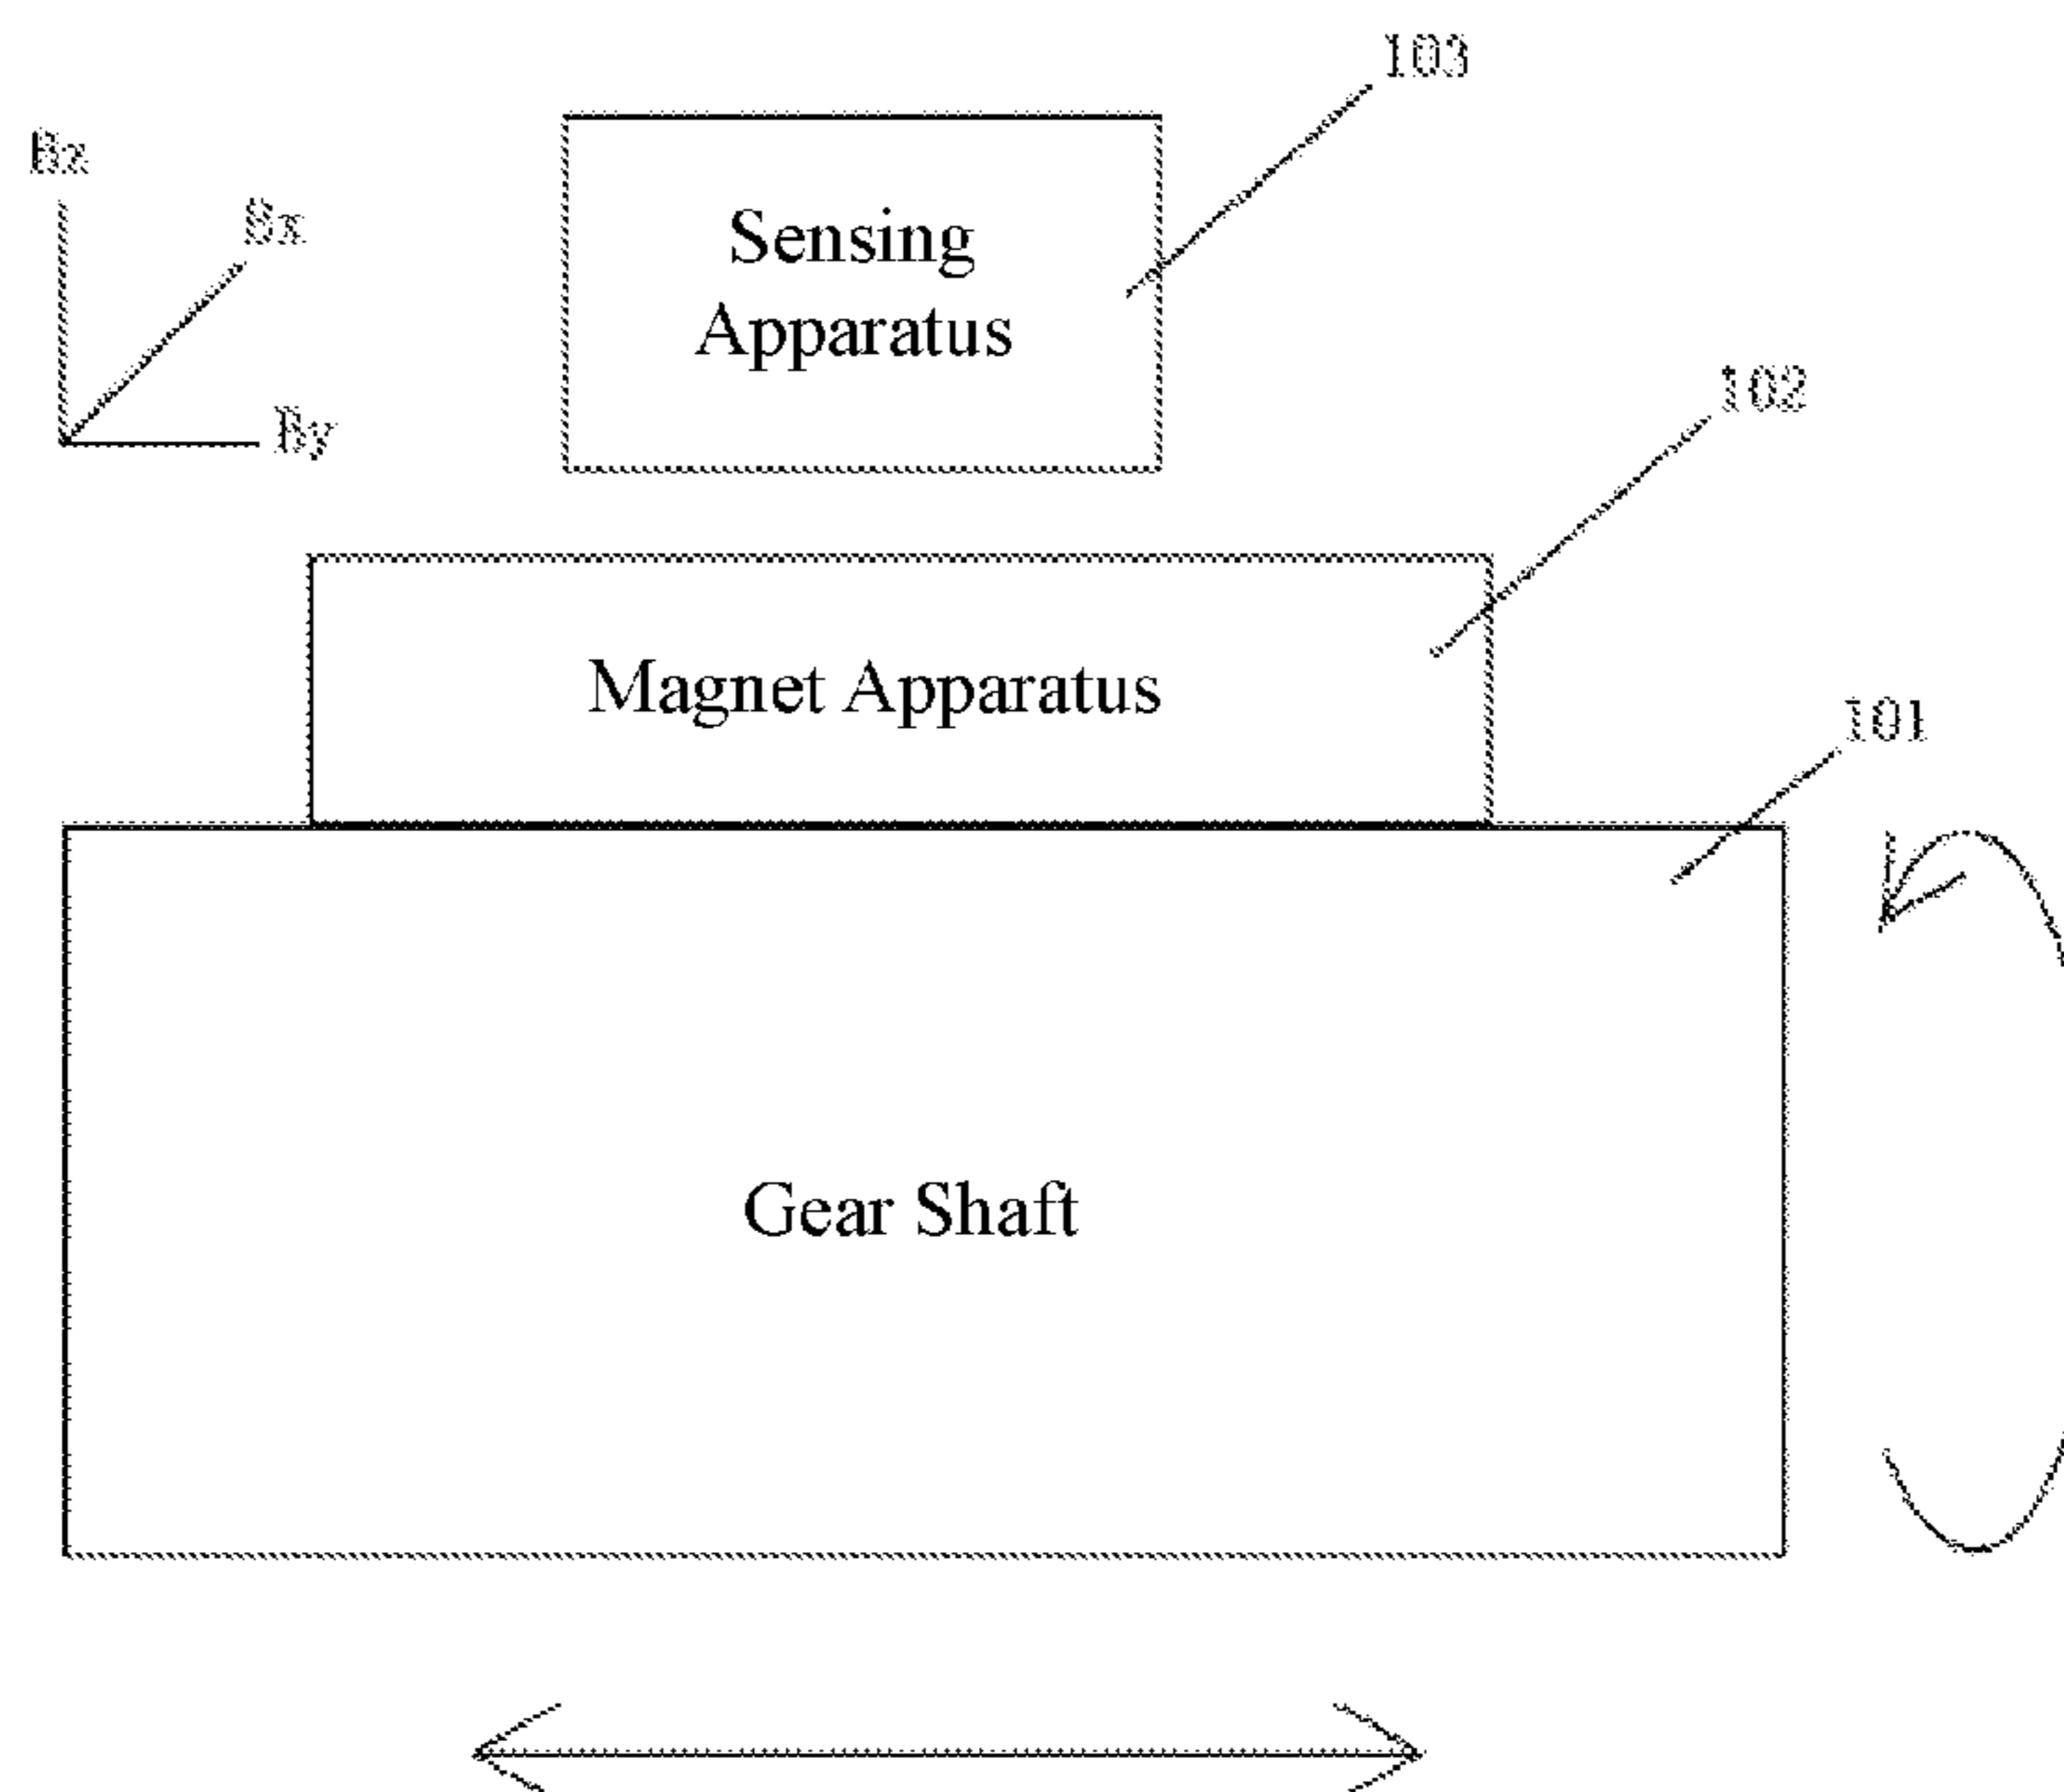 103
Bz
Bx
Sensing
Apparatus
102
By
Magnet Apparatus
101
Gear Shaft